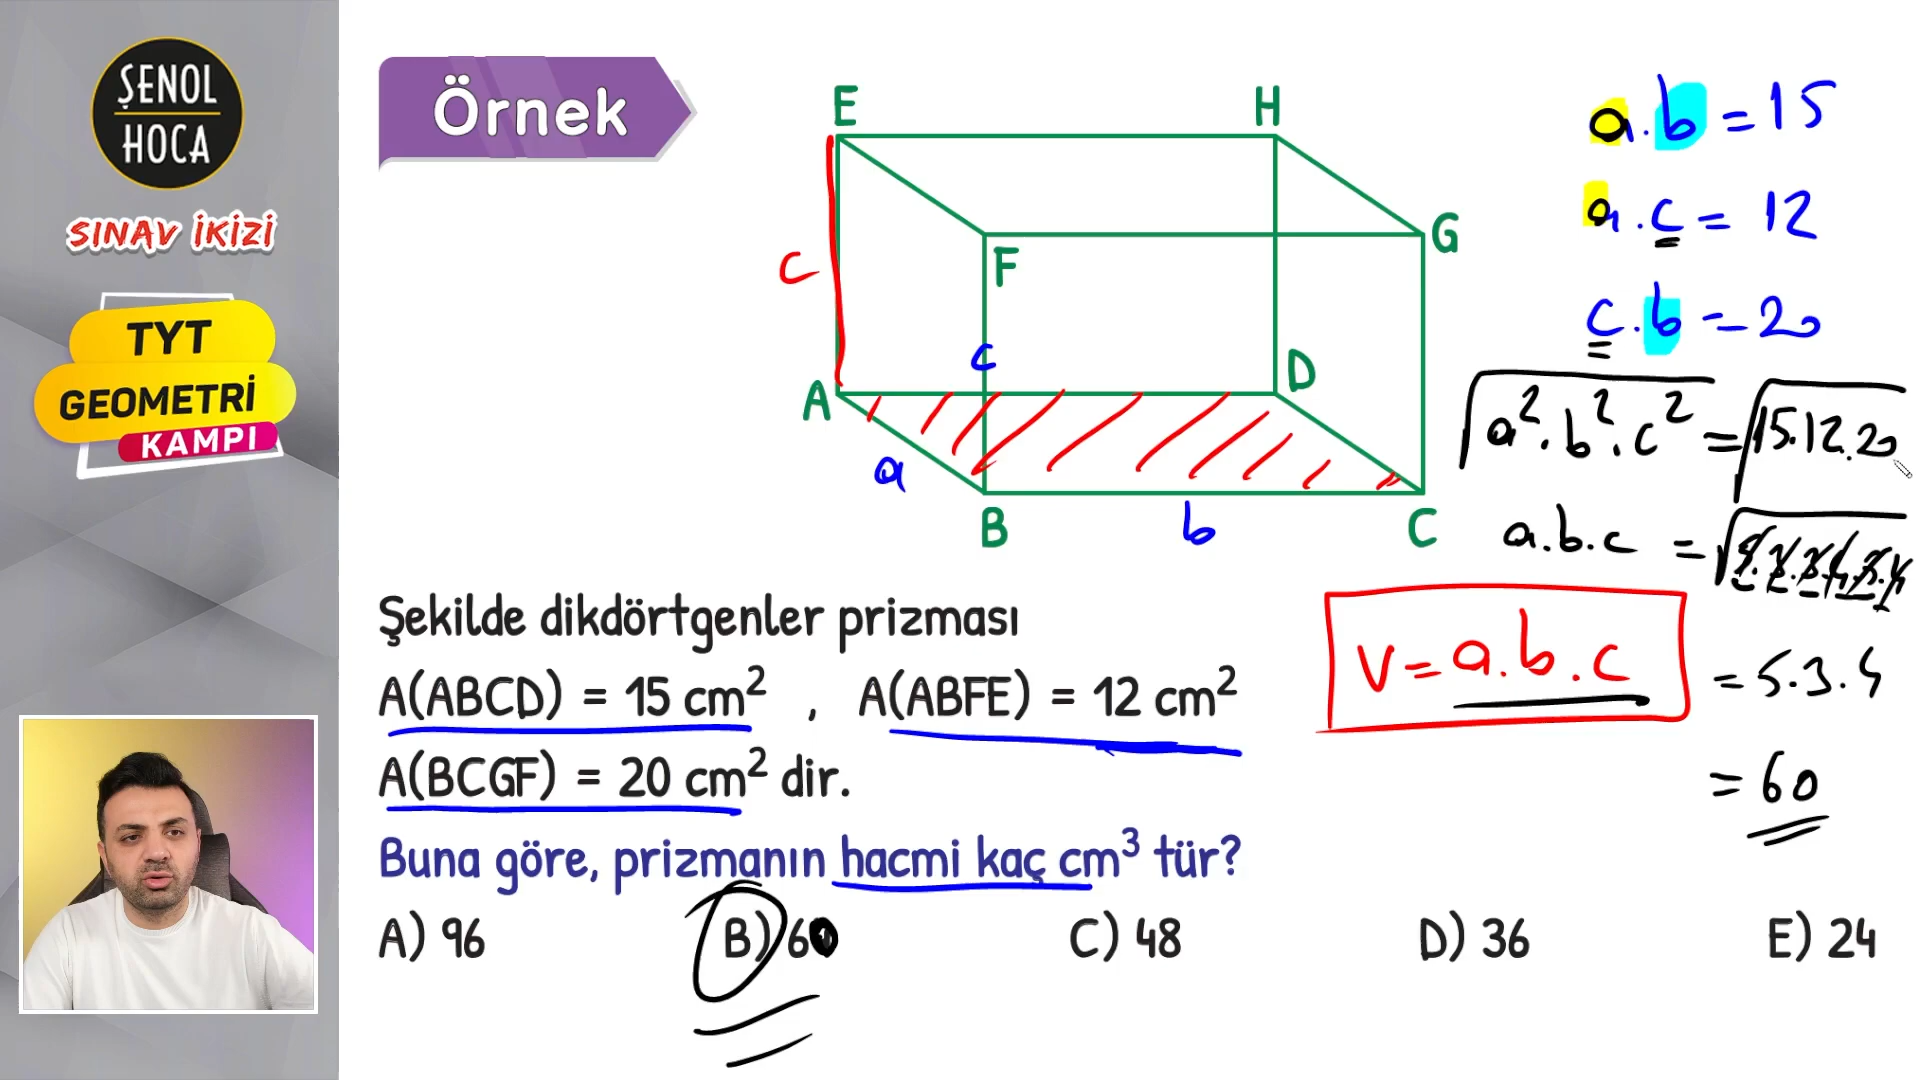 ŞENOL
HOCA
SINAV İKİZİ
TYT
GEOMETRİ
KAMPI
Örnek
E
H
F
G
A
D
B
C
c
c
a
b
a.b = 15
a.c = 12
c.b = 20
√a².b².c² = √15.12.20
a.b.c =
V = a.b.c
= 5.3.4
= 60
Şekilde dikdörtgenler prizması
A(ABCD) = 15 cm² , A(ABFE) = 12 cm²
A(BCGF) = 20 cm² dir.
Buna göre, prizmanın hacmi kaç cm³ tür?
A) 96 B) 60 C) 48 D) 36 E) 24